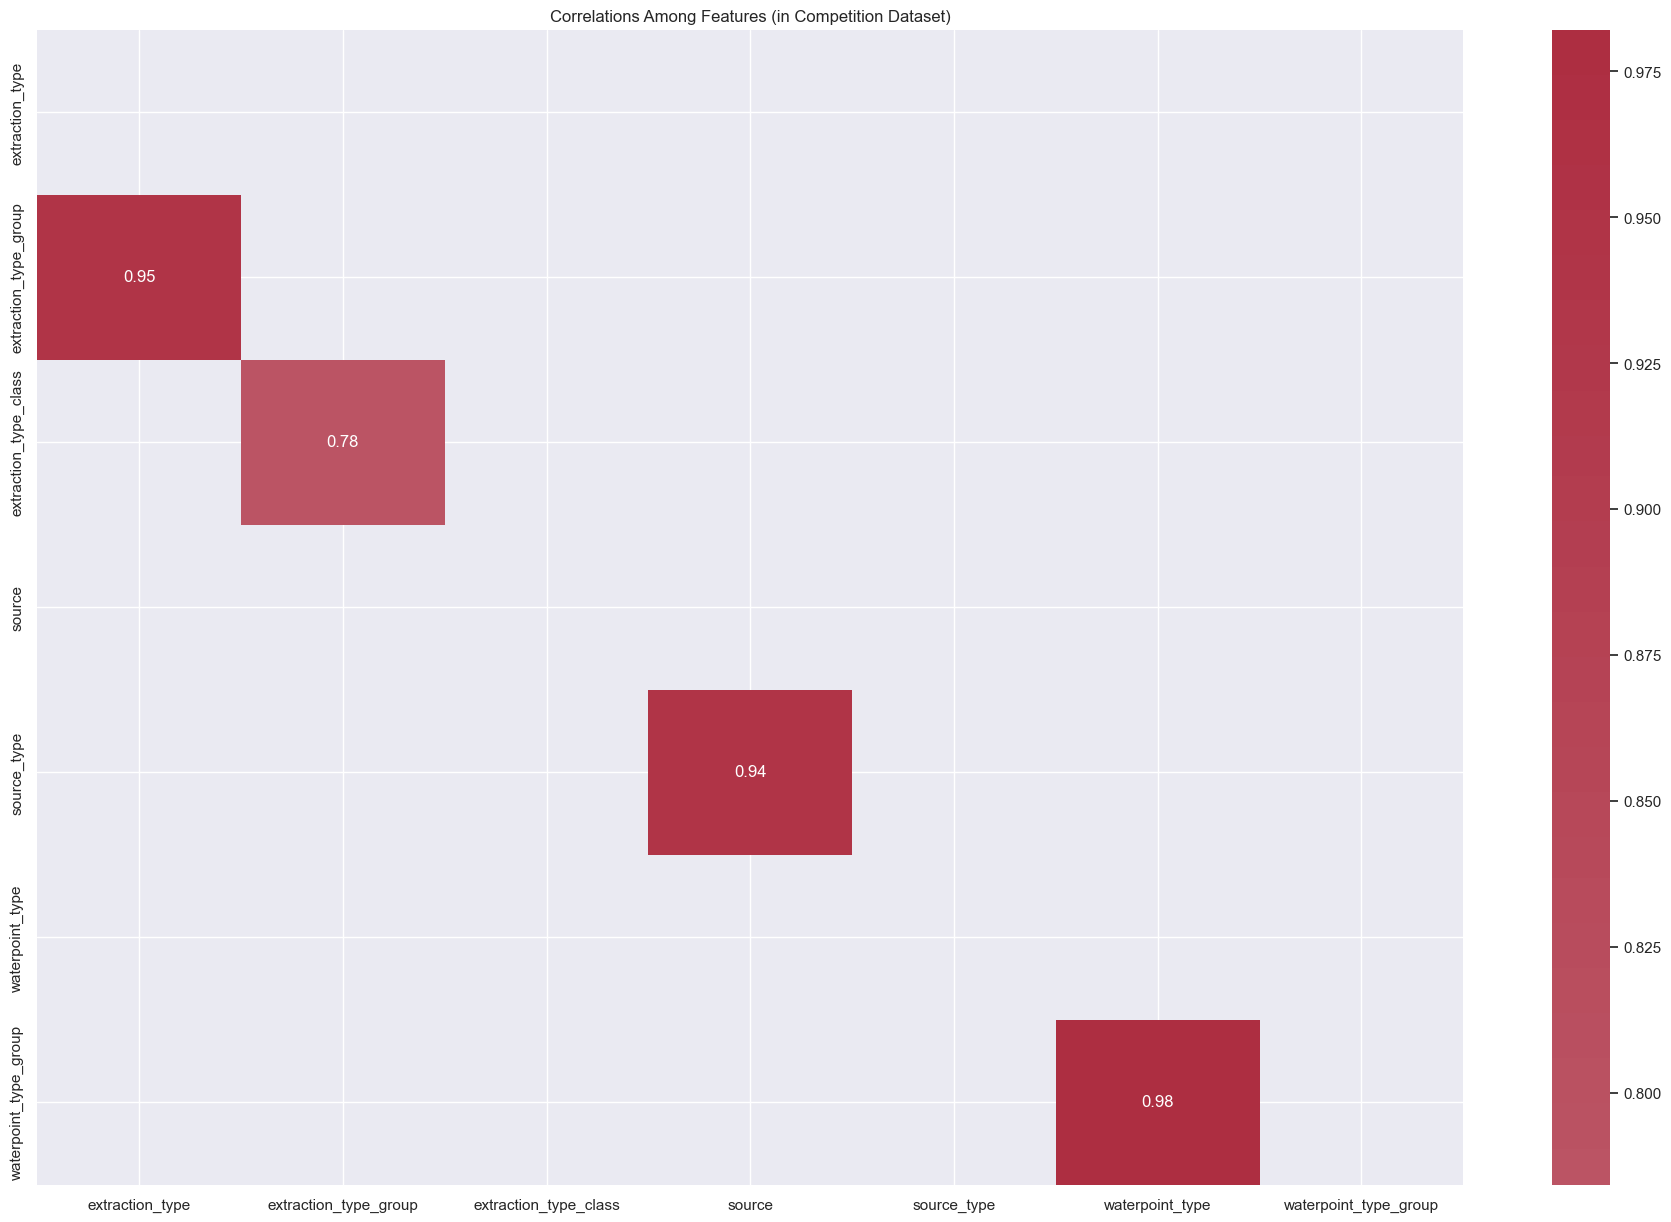 Correlations Among Features (in Competition Dataset)
extraction_type
extraction_type_group
extraction_type_class
source
source_type
waterpoint_type
waterpoint_type_group
0.95
0.78
0.94
0.98
extraction_type
extraction_type_group
extraction_type_class
source
source_type
waterpoint_type
waterpoint_type_group
0.975
0.950
0.925
0.900
0.875
0.850
0.825
0.800